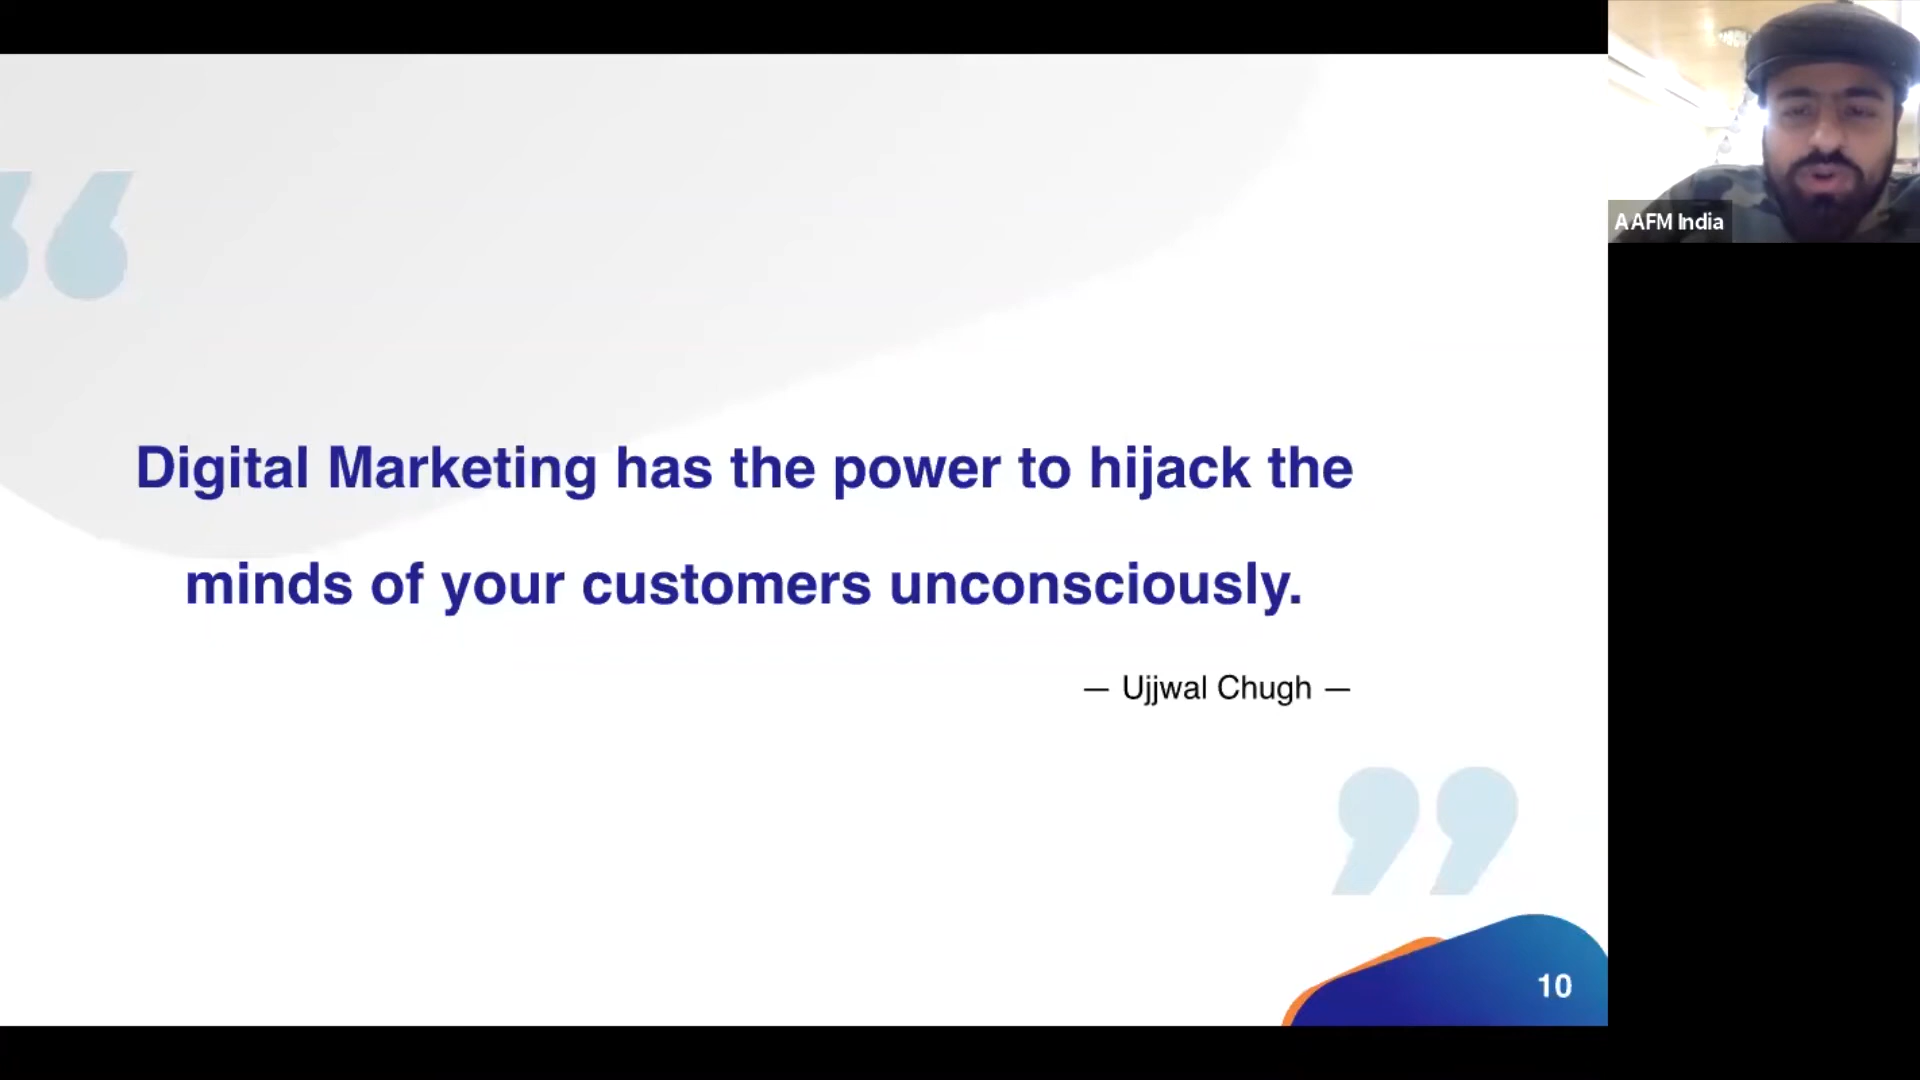 AAFM India
“
Digital Marketing has the power to hijack the
minds of your customers unconsciously.
— Ujjwal Chugh —
”
10